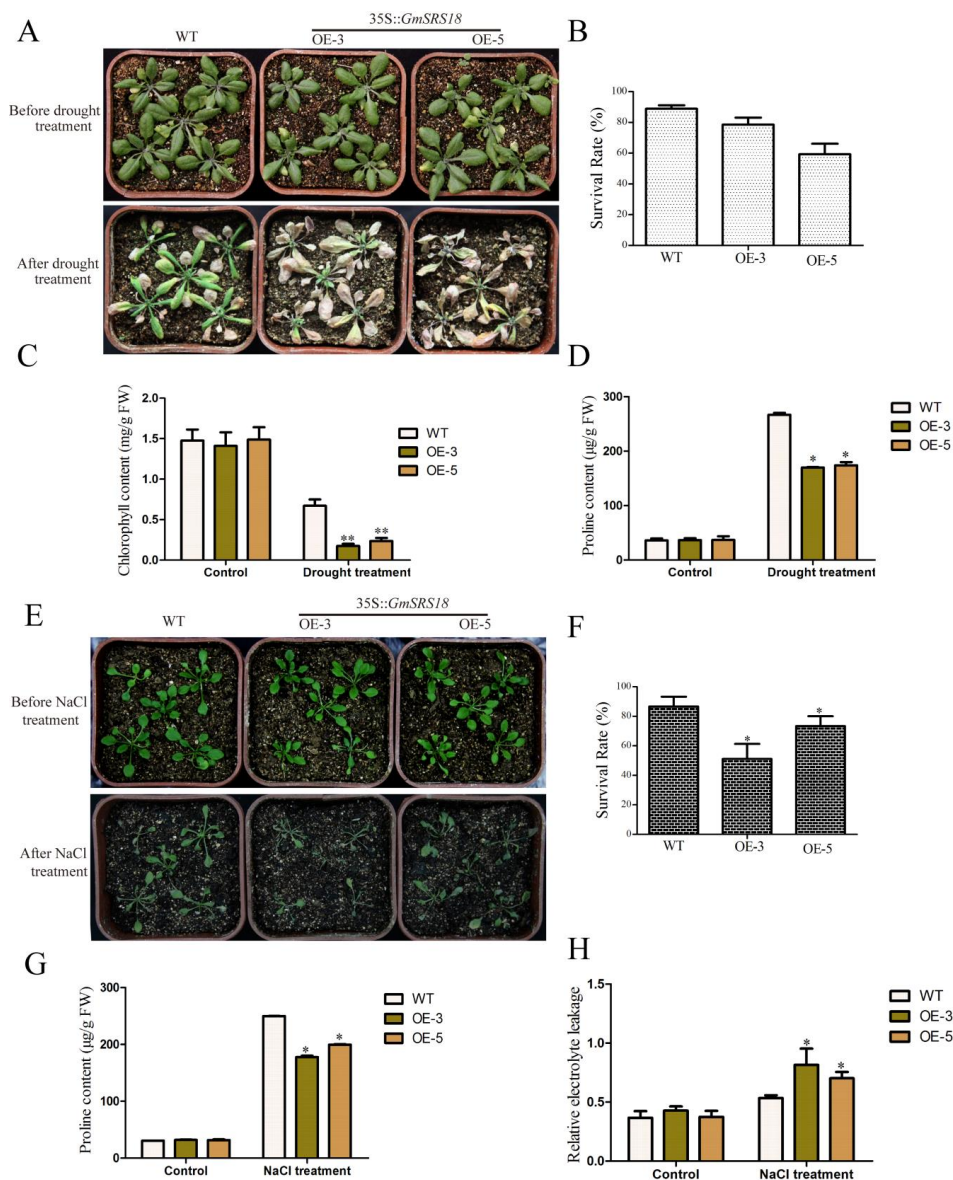 A
35S::GmSRS18
WT
OE-3
OE-5
Before drought
treatment
After drought
treatment
B
Survival Rate (%)
100
80
60
40
20
0
WT
OE-3
OE-5
C
Chlorophyll content (mg/g FW)
2.0
1.5
1.0
0.5
0.0
** **
Control
Drought treatment
WT
OE-3
OE-5
D
Proline content (μg/g FW)
300
200
100
0
* *
Control
Drought treatment
WT
OE-3
OE-5
E
35S::GmSRS18
WT
OE-3
OE-5
Before NaCl
treatment
After NaCl
treatment
F
Survival Rate (%)
100
80
60
40
20
0
* *
WT
OE-3
OE-5
G
Proline content (μg/g FW)
300
200
100
0
* *
Control
NaCl treatment
WT
OE-3
OE-5
H
Relative electrolyte leakage
1.5
1.0
0.5
0.0
* *
Control
NaCl treatment
WT
OE-3
OE-5